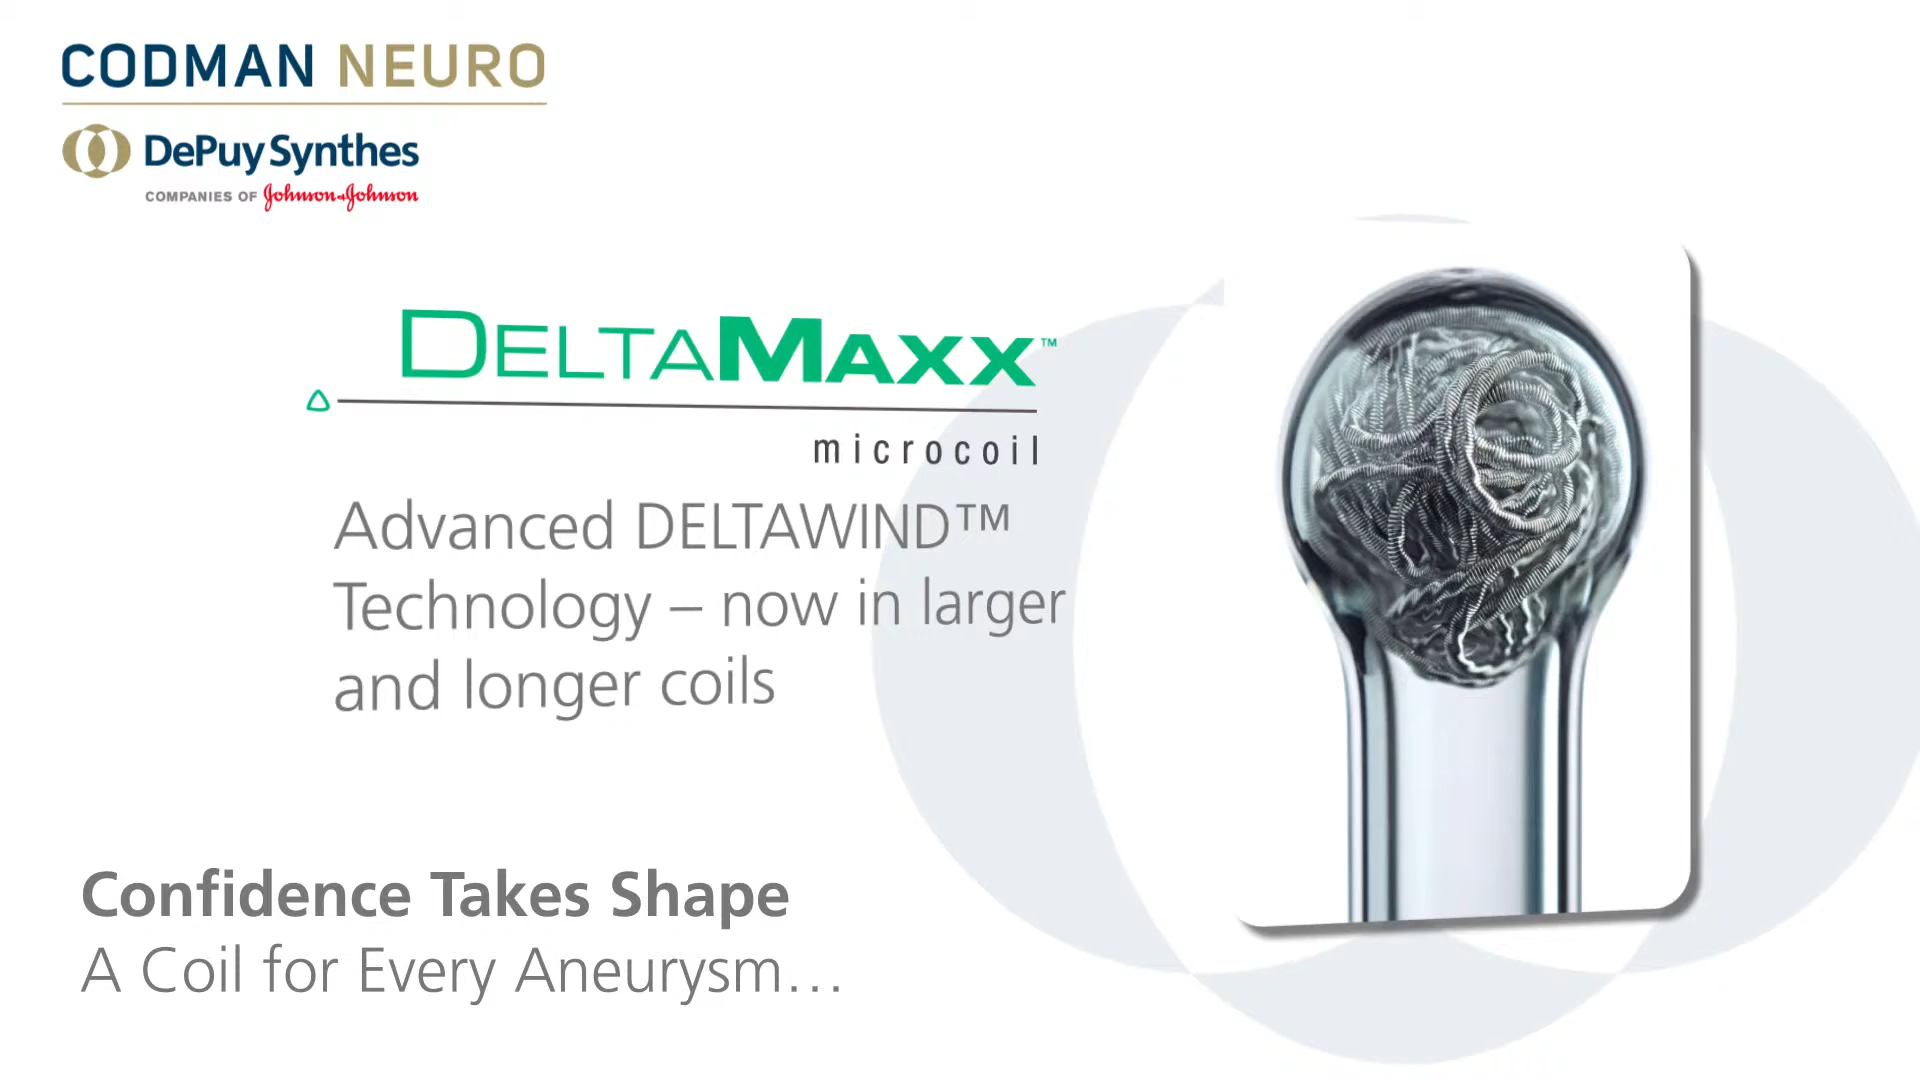 CODMAN NEURO
DePuy Synthes
COMPANIES OF Johnson & Johnson
DELTAMAXX™
microcoil
Advanced DELTAWIND™
Technology – now in larger
and longer coils
Confidence Takes Shape
A Coil for Every Aneurysm…